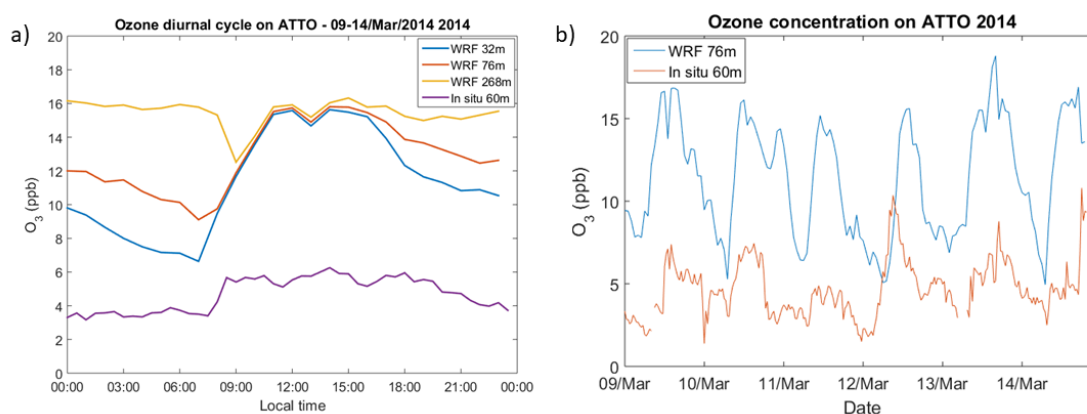 a)
Ozone diurnal cycle on ATTO - 09-14/Mar/2014 2014
20
18
16
14
12
10
8
6
4
2
0
O3 (ppb)
WRF 32m
WRF 76m
WRF 268m
In situ 60m
00:00 03:00 06:00 09:00 12:00 15:00 18:00 21:00 00:00
Local time
b)
Ozone concentration on ATTO 2014
20
15
10
5
0
O3 (ppb)
WRF 76m
In situ 60m
09/Mar 10/Mar 11/Mar 12/Mar 13/Mar 14/Mar
Date